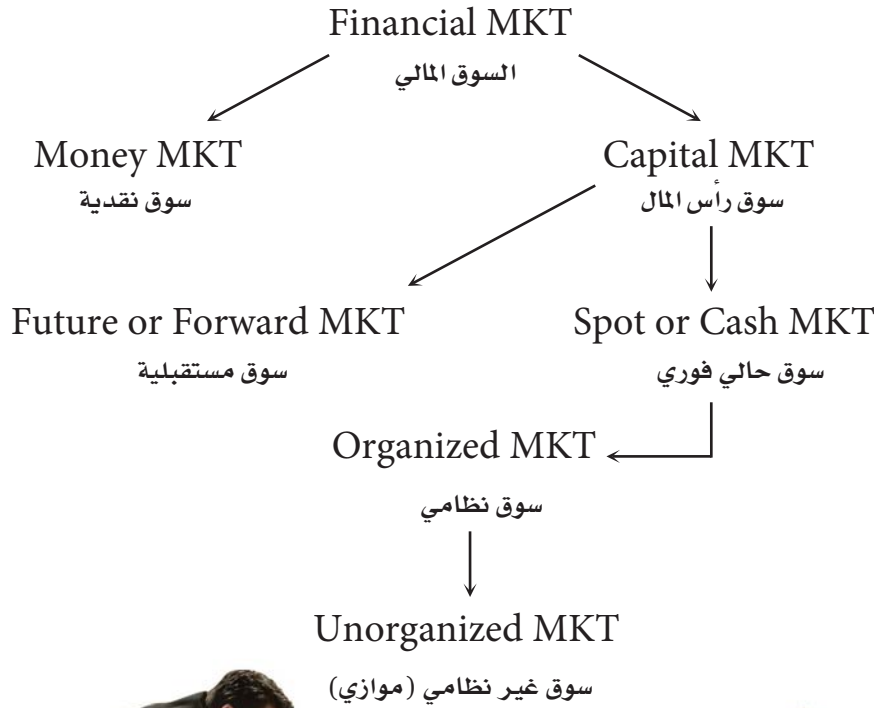 Financial MKT
السوق المالي
Money MKT
سوق نقدية
Capital MKT
سوق رأس المال
Future or Forward MKT
سوق مستقبلية
Spot or Cash MKT
سوق حالي فوري
Organized MKT
سوق نظامي
Unorganized MKT
سوق غير نظامي (موازي)